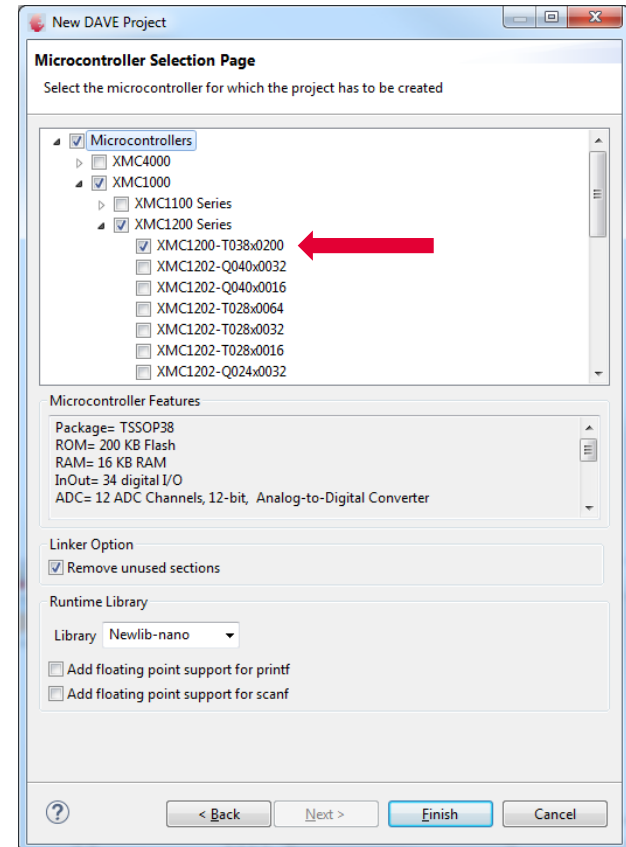 New DAVE Project
Microcontroller Selection Page
Select the microcontroller for which the project has to be created
Microcontrollers
XMC4000
XMC1000
XMC1100 Series
XMC1200 Series
XMC1200-T038x0200
XMC1202-Q040x0032
XMC1202-Q040x0016
XMC1202-T028x0064
XMC1202-T028x0032
XMC1202-T028x0016
XMC1202-Q024x0032
Microcontroller Features
Package= TSSOP38
ROM= 200 KB Flash
RAM= 16 KB RAM
InOut= 34 digital I/O
ADC= 12 ADC Channels, 12-bit, Analog-to-Digital Converter
Linker Option
Remove unused sections
Runtime Library
Library Newlib-nano
Add floating point support for printf
Add floating point support for scanf
? < Back Next > Finish Cancel